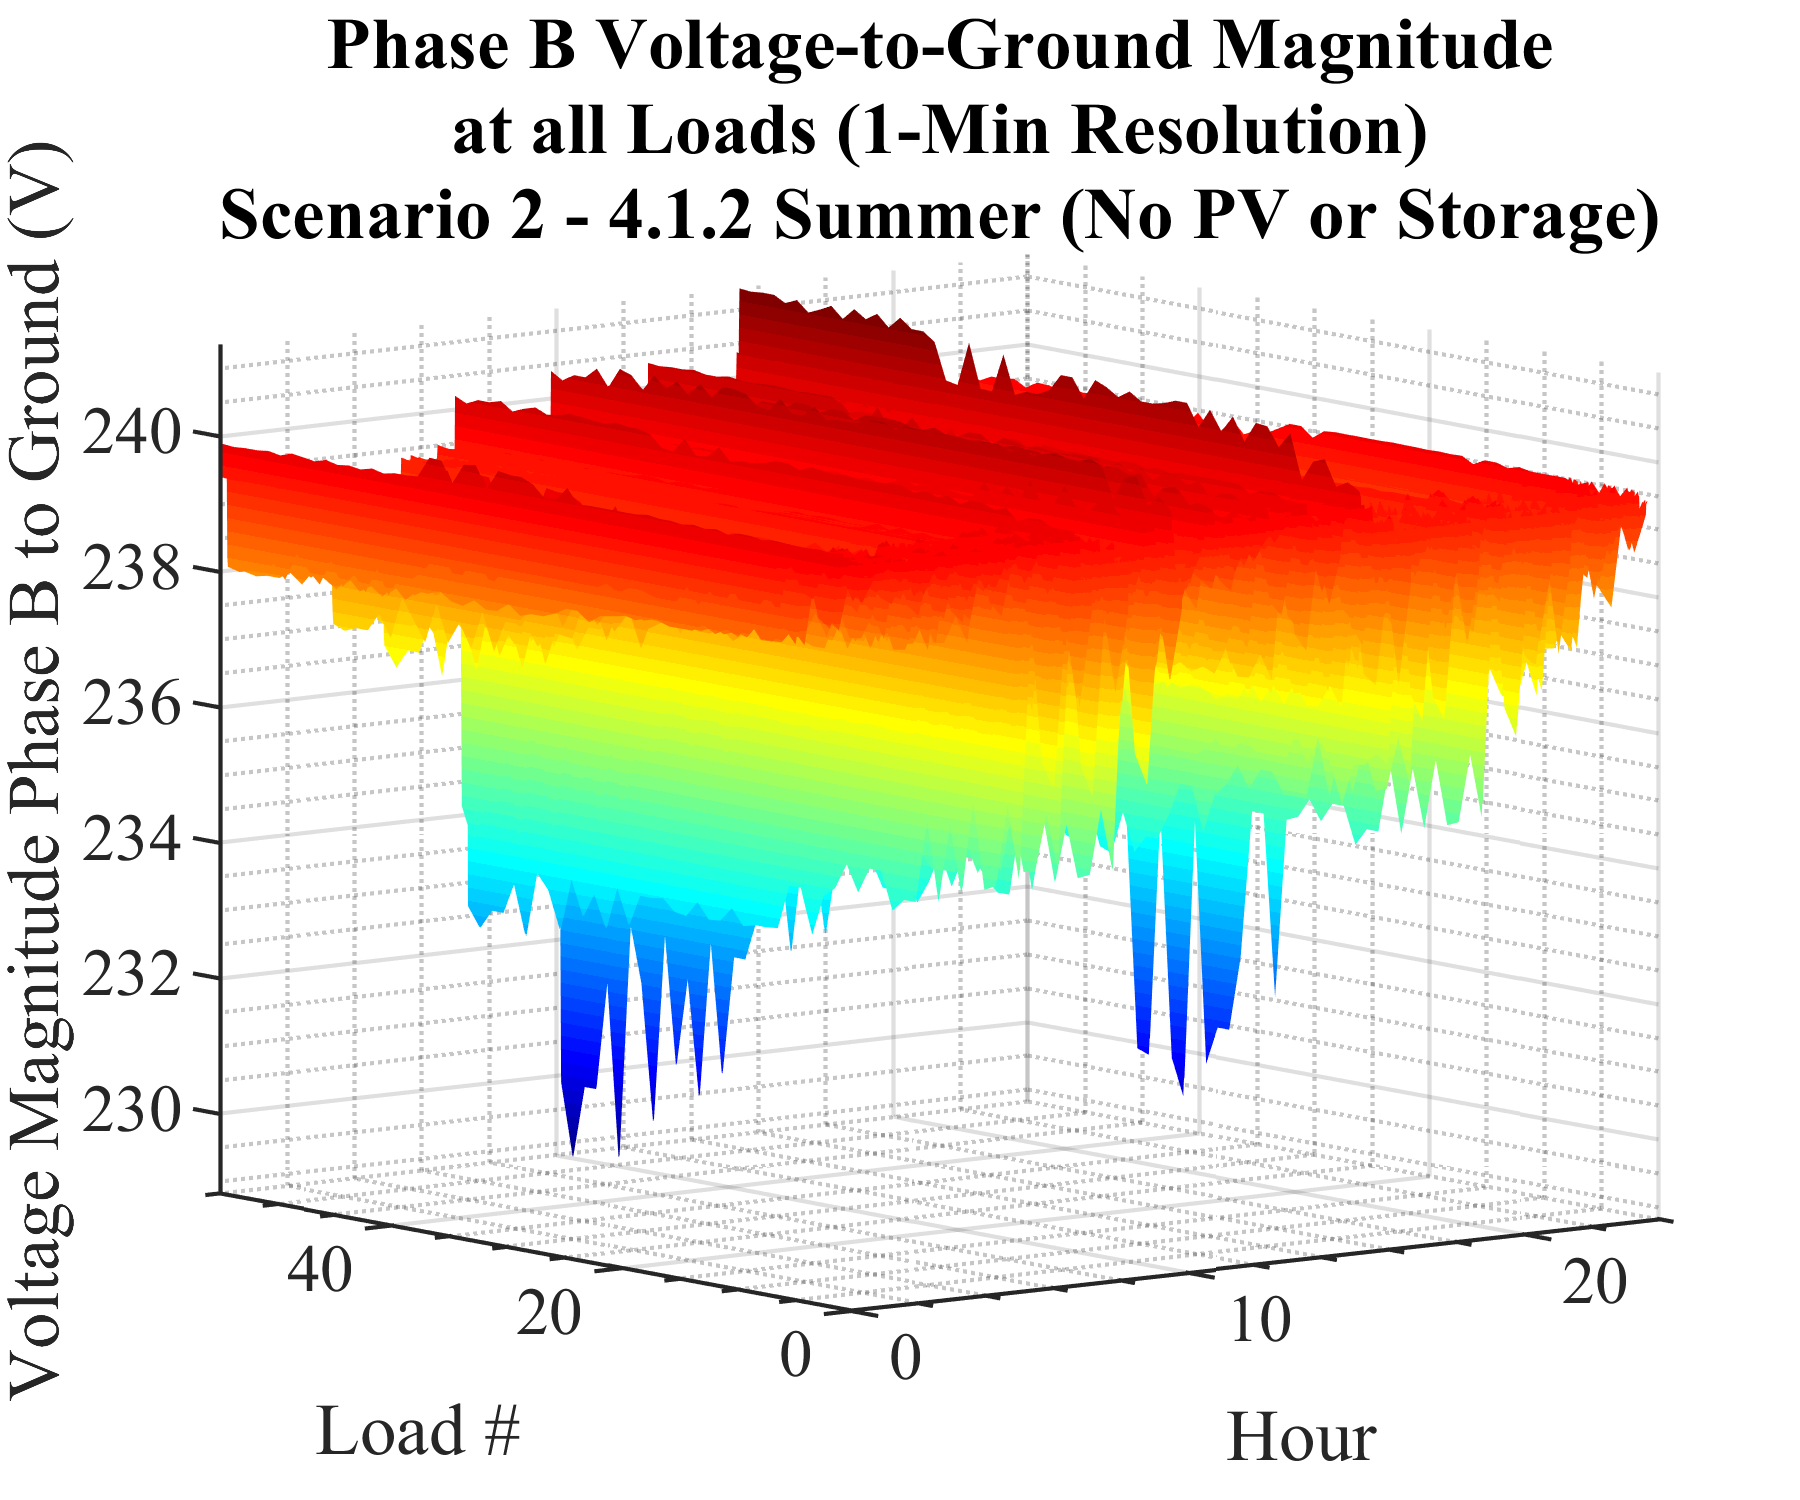 Phase B Voltage-to-Ground Magnitude
at all Loads (1-Min Resolution)
Scenario 2 - 4.1.2 Summer (No PV or Storage)
Voltage Magnitude Phase B to Ground (V)
240
238
236
234
232
230
40
20
0
0
10
20
Load #
Hour